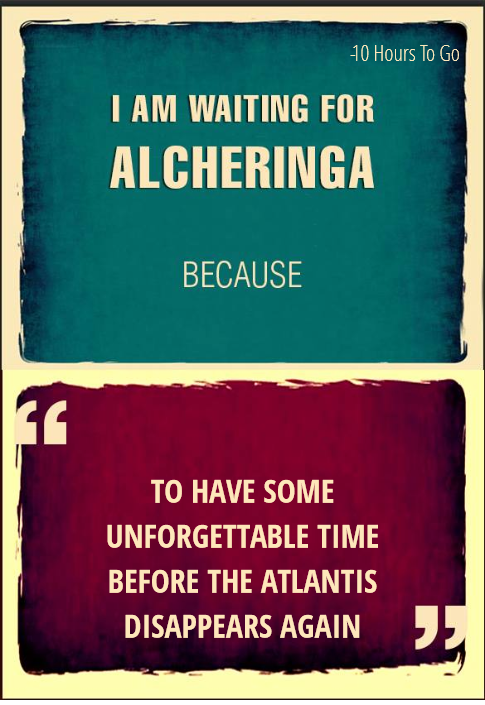 -10 Hours To Go
I AM WAITING FOR
ALCHERINGA
BECAUSE
“
TO HAVE SOME
UNFORGETTABLE TIME
BEFORE THE ATLANTIS
DISAPPEARS AGAIN
”